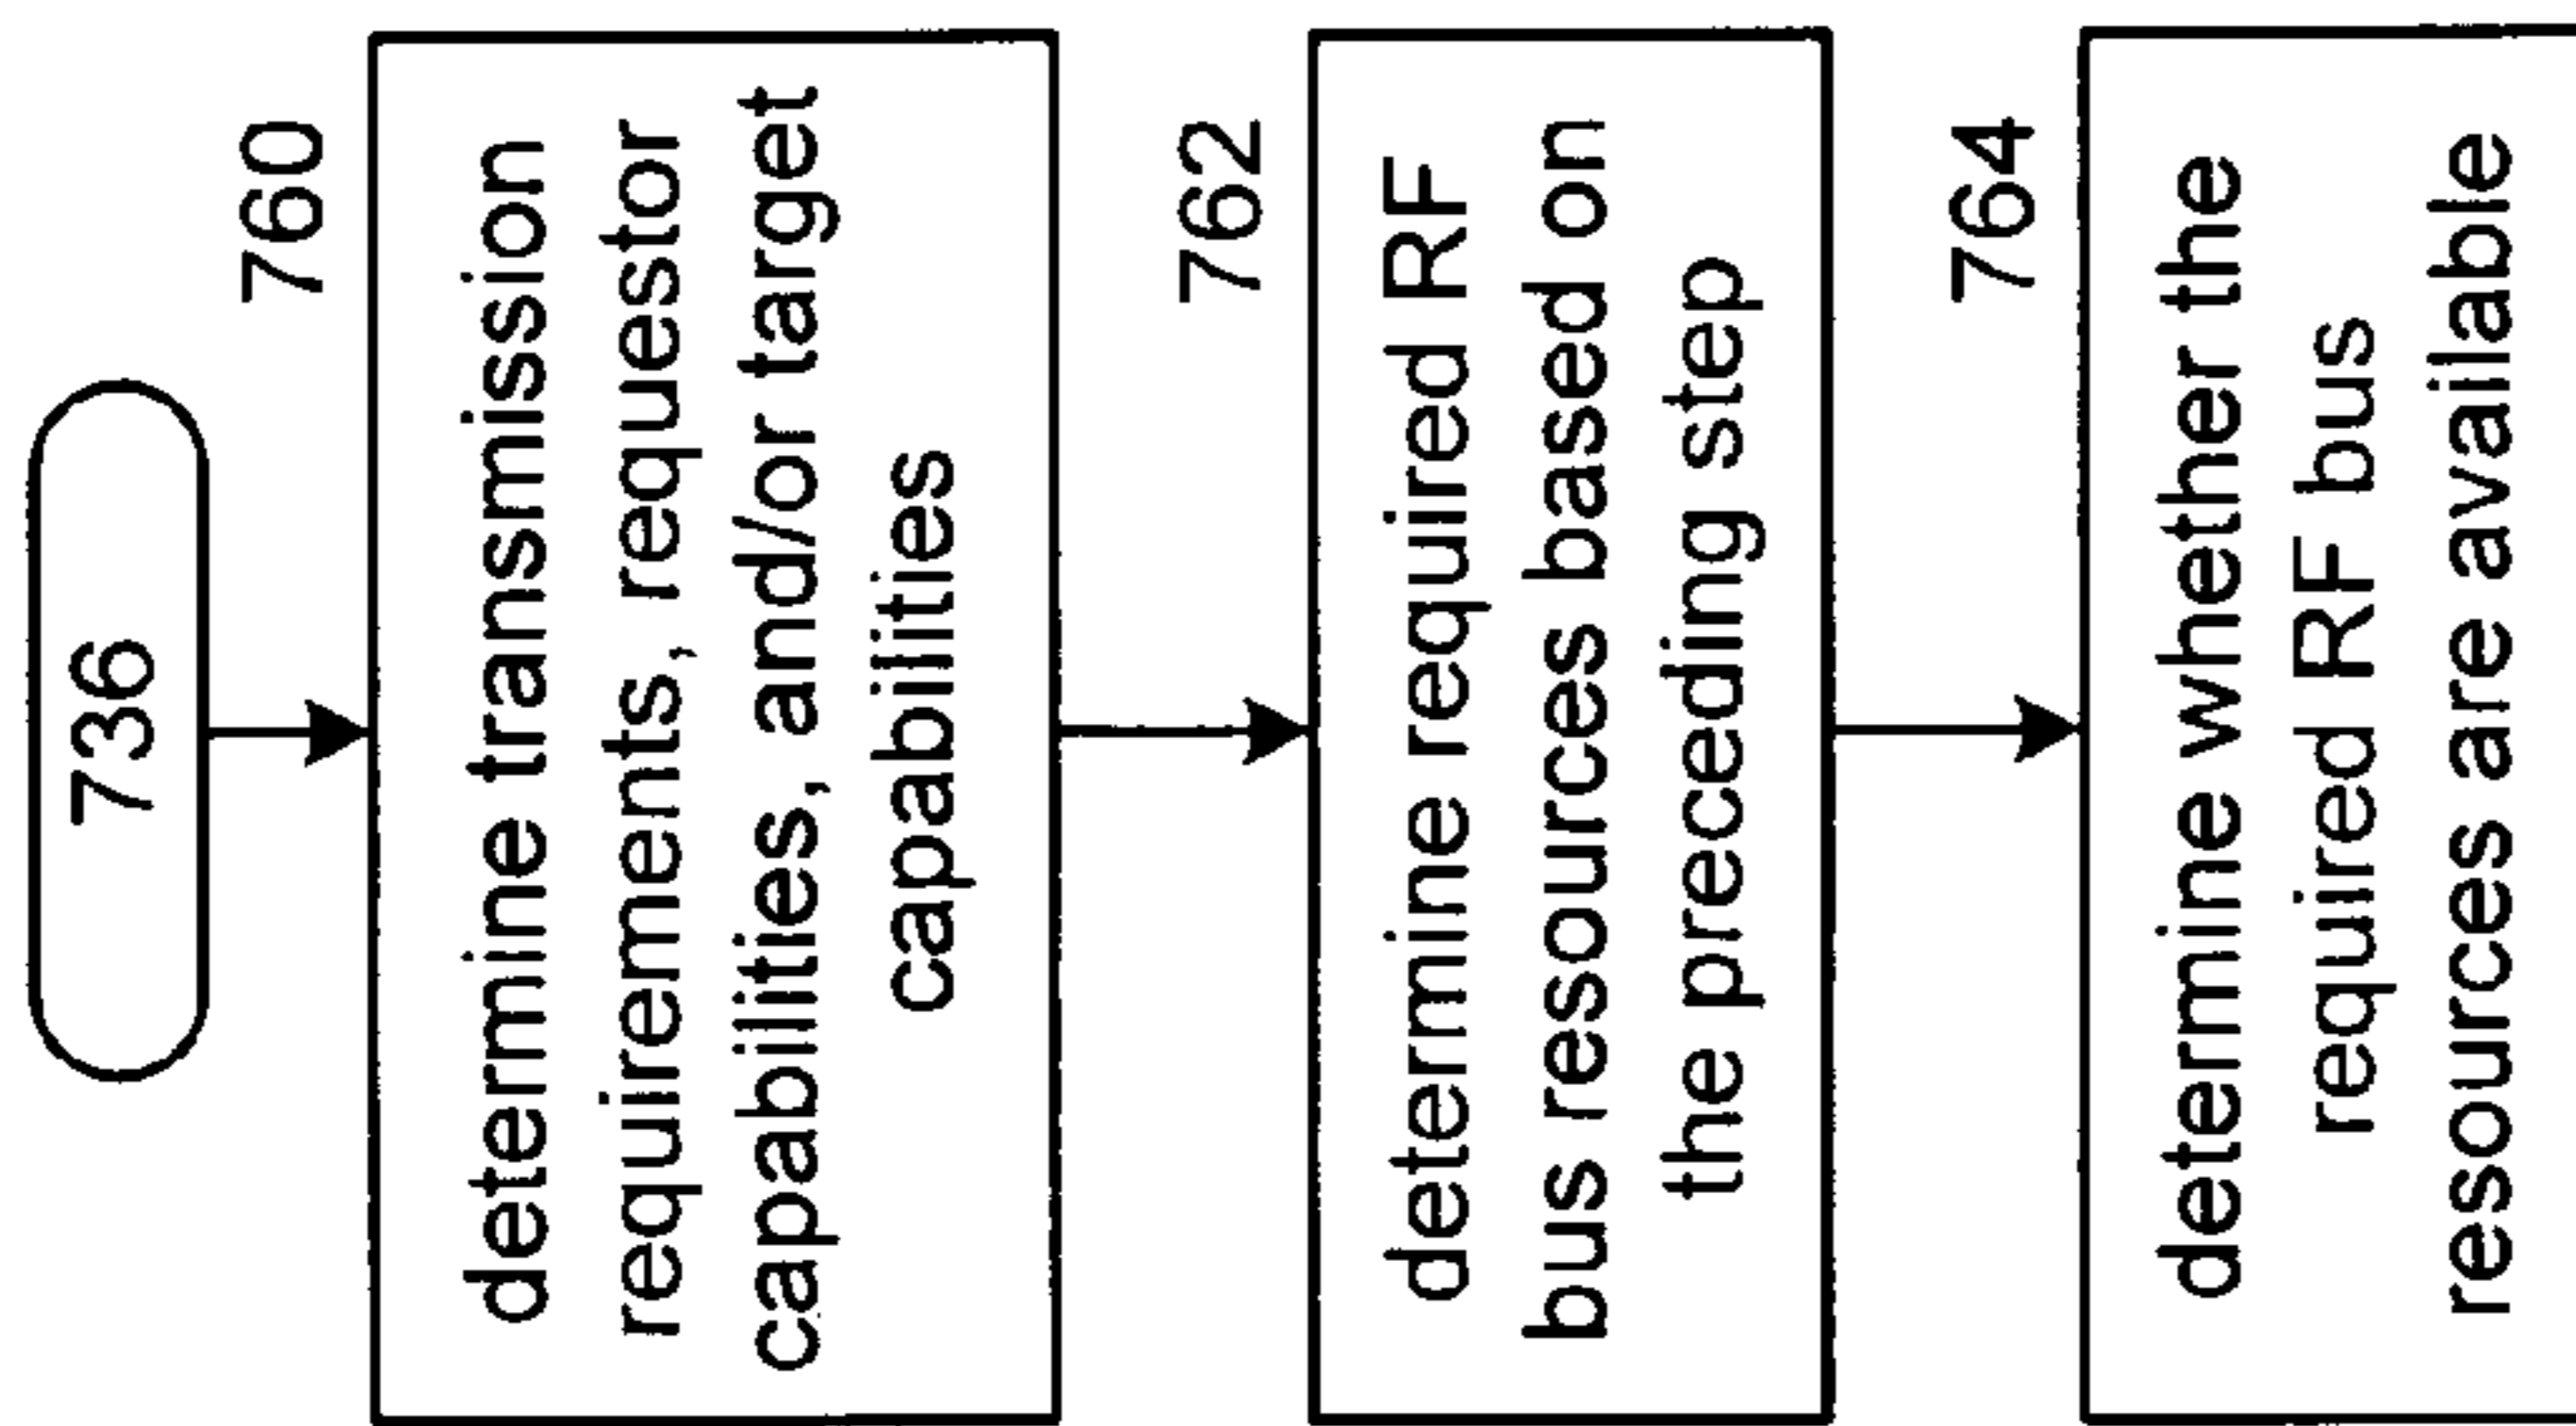 736
760
determine transmission
requirements, requestor
capabilities, and/or target
capabilities
762
determine required RF
bus resources based on
the preceding step
764
determine whether the
required RF bus
resources are available